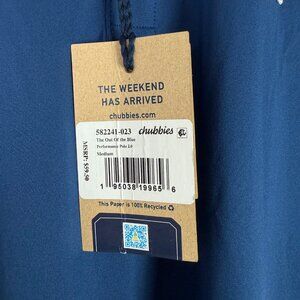 THE WEEKEND
HAS ARRIVED
chubbies.com
582241-023 chubbies
The Out Of the Blue
Performance Polo 2.0
Medium
MSRP: $59.50
1 95038 19965 6
This Paper is 100% Recycled